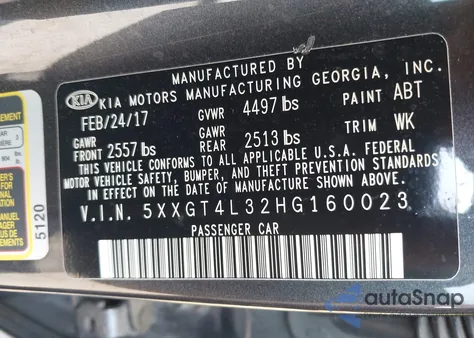 MANUFACTURED BY
KIA KIA MOTORS MANUFACTURING GEORGIA, INC.
FEB/24/17 GVWR 4497 lbs PAINT ABT
GAWR FRONT 2557 lbs GAWR REAR 2513 lbs TRIM WK
THIS VEHICLE CONFORMS TO ALL APPLICABLE U.S.A. FEDERAL
MOTOR VEHICLE SAFETY, BUMPER, AND THEFT PREVENTION STANDARDS
IN EFFECT ON THE DATE OF MANUFACTURE SHOWN ABOVE.
V.I.N. 5XXGT4L32HG160023
PASSENGER CAR
5120
autoSnap